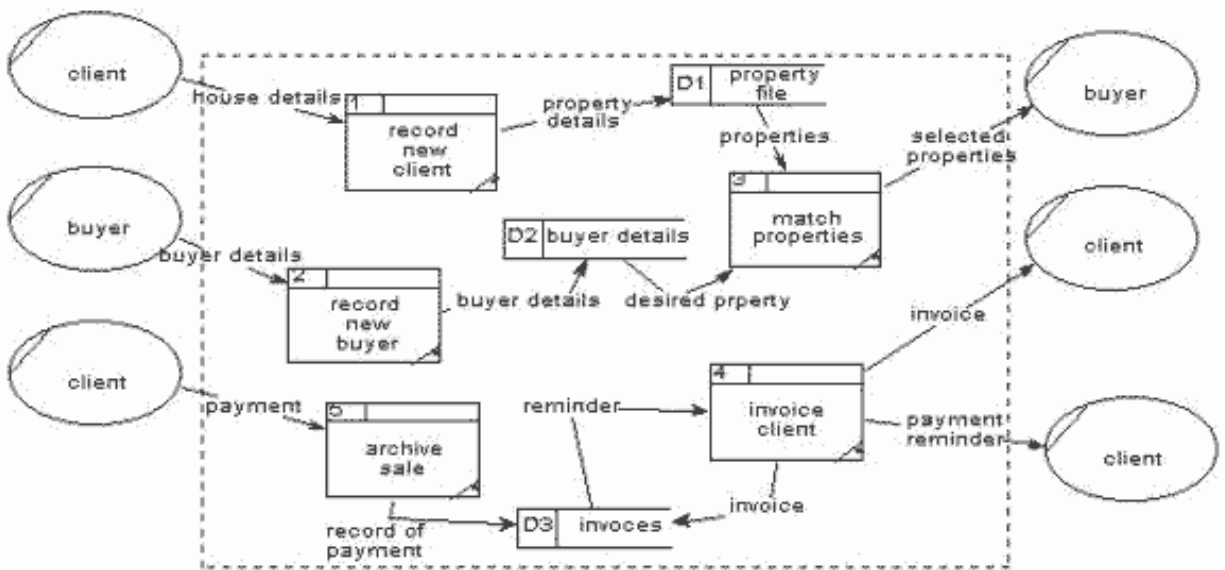 client
house details
1
record
new
client
property
details
D1
property
file
properties
buyer
selected
properties
3
match
properties
buyer
buyer details
2
record
new
buyer
buyer details
D2
buyer details
desired prperty
client
invoice
client
payment
5
archive
sale
reminder
4
invoice
client
payment
reminder
client
record of
payment
D3
invoces
invoice